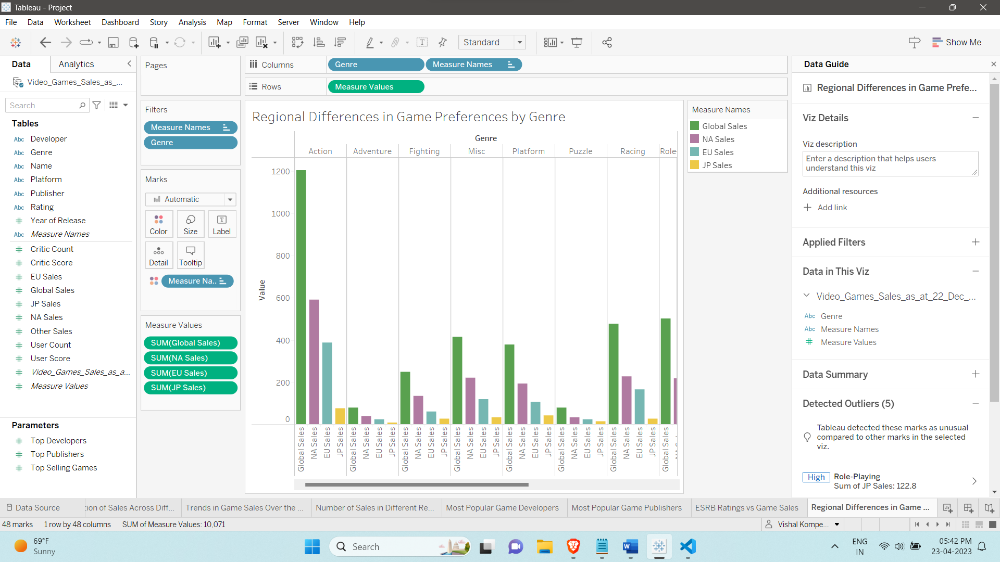 Tableau - Project
File Data Worksheet Dashboard Story Analysis Map Format Server Window Help
Standard
Show Me
Data Analytics
Video_Games_Sales_as_...
Search
Tables
Abc Developer
Abc Genre
Abc Name
Abc Platform
Abc Publisher
Abc Rating
# Year of Release
Abc Measure Names
# Critic Count
# Critic Score
# EU Sales
# Global Sales
# JP Sales
# NA Sales
# Other Sales
# User Count
# User Score
# Video_Games_Sales_as_a...
# Measure Values
Parameters
# Top Developers
# Top Publishers
# Top Selling Games
Pages
Filters
Measure Names
Genre
Marks
Automatic
Color Size Label
Detail Tooltip
Measure Na..
Measure Values
SUM(Global Sales)
SUM(NA Sales)
SUM(EU Sales)
SUM(JP Sales)
Columns Genre Measure Names
Rows Measure Values
Regional Differences in Game Preferences by Genre
Genre
Action Adventure Fighting Misc Platform Puzzle Racing Role-
Value
1200
1000
800
600
400
200
0
Global Sales NA Sales EU Sales JP Sales Global Sales NA Sales EU Sales JP Sales Global Sales NA Sales EU Sales JP Sales Global Sales NA Sales EU Sales JP Sales Global Sales NA Sales EU Sales JP Sales Global Sales NA Sales EU Sales JP Sales Global Sales NA Sales EU Sales JP Sales Global Sales
Measure Names
Global Sales
NA Sales
EU Sales
JP Sales
Data Guide
Regional Differences in Game Prefe...
Viz Details
Viz description
Enter a description that helps users
understand this viz
Additional resources
Add link
Applied Filters
Data in This Viz
Video_Games_Sales_as_at_22_Dec_...
Abc Genre
Abc Measure Names
# Measure Values
Data Summary
Detected Outliers (5)
Tableau detected these marks as unusual
compared to other marks in the selected
viz.
High Role-Playing
Sum of JP Sales: 122.8
Data Source tion of Sales Across Diff... Trends in Game Sales Over the ... Number of Sales in Different Re... Most Popular Game Developers Most Popular Game Publishers ESRB Ratings vs Game Sales Regional Differences in Game ...
48 marks 1 row by 48 columns SUM of Measure Values: 10,071 Vishal Kompe...
69°F
Sunny
Search
ENG
IN
05:42 PM
23-04-2023